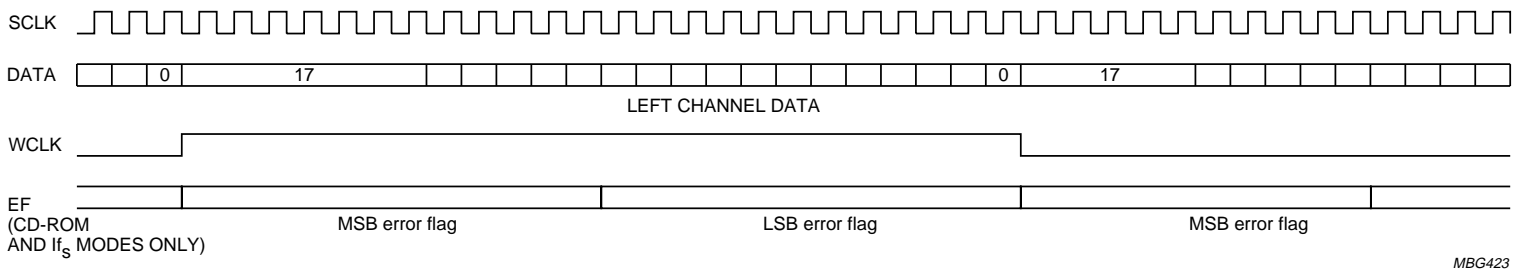 SCLK
DATA 0 17 0 17
LEFT CHANNEL DATA
WCLK
EF
(CD-ROM
AND IfS MODES ONLY)
MSB error flag LSB error flag MSB error flag
MBG423